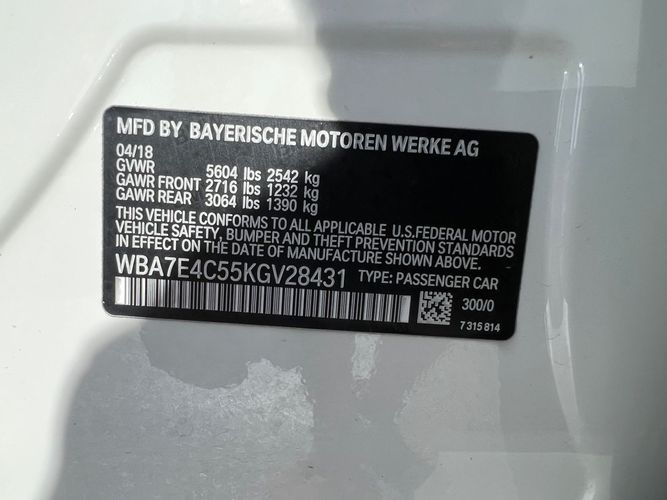 MFD BY BAYERISCHE MOTOREN WERKE AG
04/18
GVWR 5604 lbs 2542 kg
GAWR FRONT 2716 lbs 1232 kg
GAWR REAR 3064 lbs 1390 kg
THIS VEHICLE CONFORMS TO ALL APPLICABLE U.S.FEDERAL MOTOR
VEHICLE SAFETY, BUMPER AND THEFT PREVENTION STANDARDS
IN EFFECT ON THE DATE OF MANUFACTURE SHOWN ABOVE.
WBA7E4C55KGV28431 TYPE: PASSENGER CAR
300/0
7 315 814